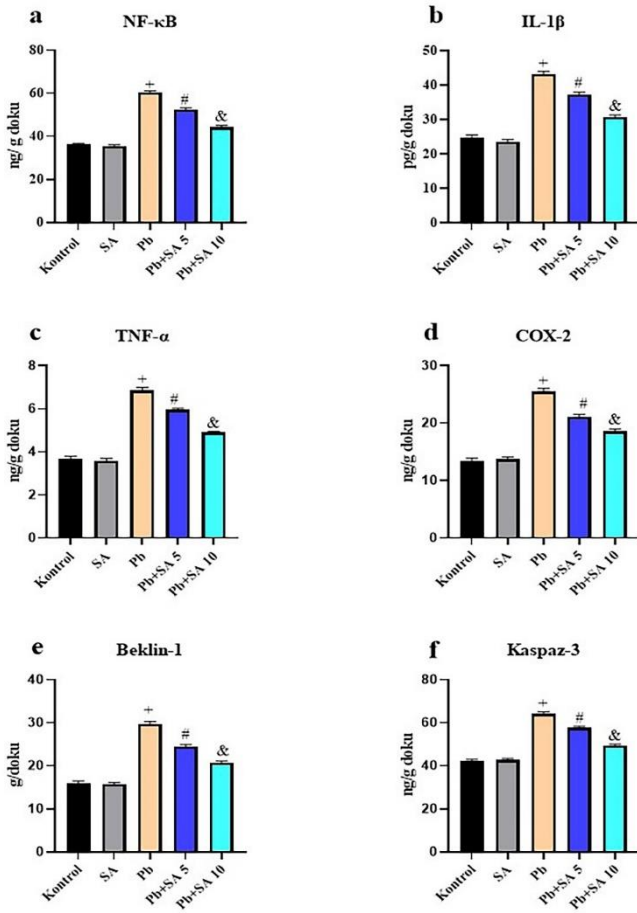 a
NF-κB
ng/ g doku
60
40
20
0
+
#
&
Kontrol
SA
Pb
Pb+SA 5
Pb+SA 10
b
IL-1β
pg/g doku
50
40
30
20
10
0
+
#
&
Kontrol
SA
Pb
Pb+SA 5
Pb+SA 10
c
TNF-α
ng/g doku
8
6
4
2
0
+
#
&
Kontrol
SA
Pb
Pb+SA 5
Pb+SA 10
d
COX-2
ng/g doku
30
20
10
0
+
#
&
Kontrol
SA
Pb
Pb+SA 5
Pb+SA 10
e
Beklin-1
g/doku
40
30
20
10
0
+
#
&
Kontrol
SA
Pb
Pb+SA 5
Pb+SA 10
f
Kaspaz-3
ng/g doku
80
60
40
20
0
+
#
&
Kontrol
SA
Pb
Pb+SA 5
Pb+SA 10